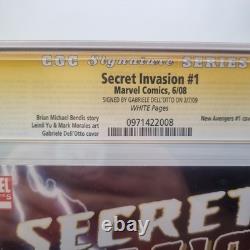 CGC Signature SERIES
Secret Invasion #1
Marvel Comics, 6/08
SIGNED BY GABRIELE DELL'OTTO ON 2/7/09
WHITE Pages
Brian Michael Bendis story
Leinil Yu & Mark Morales art
Gabriele Dell'Otto cover
New Avengers #1 cov
0971422008
SECRET